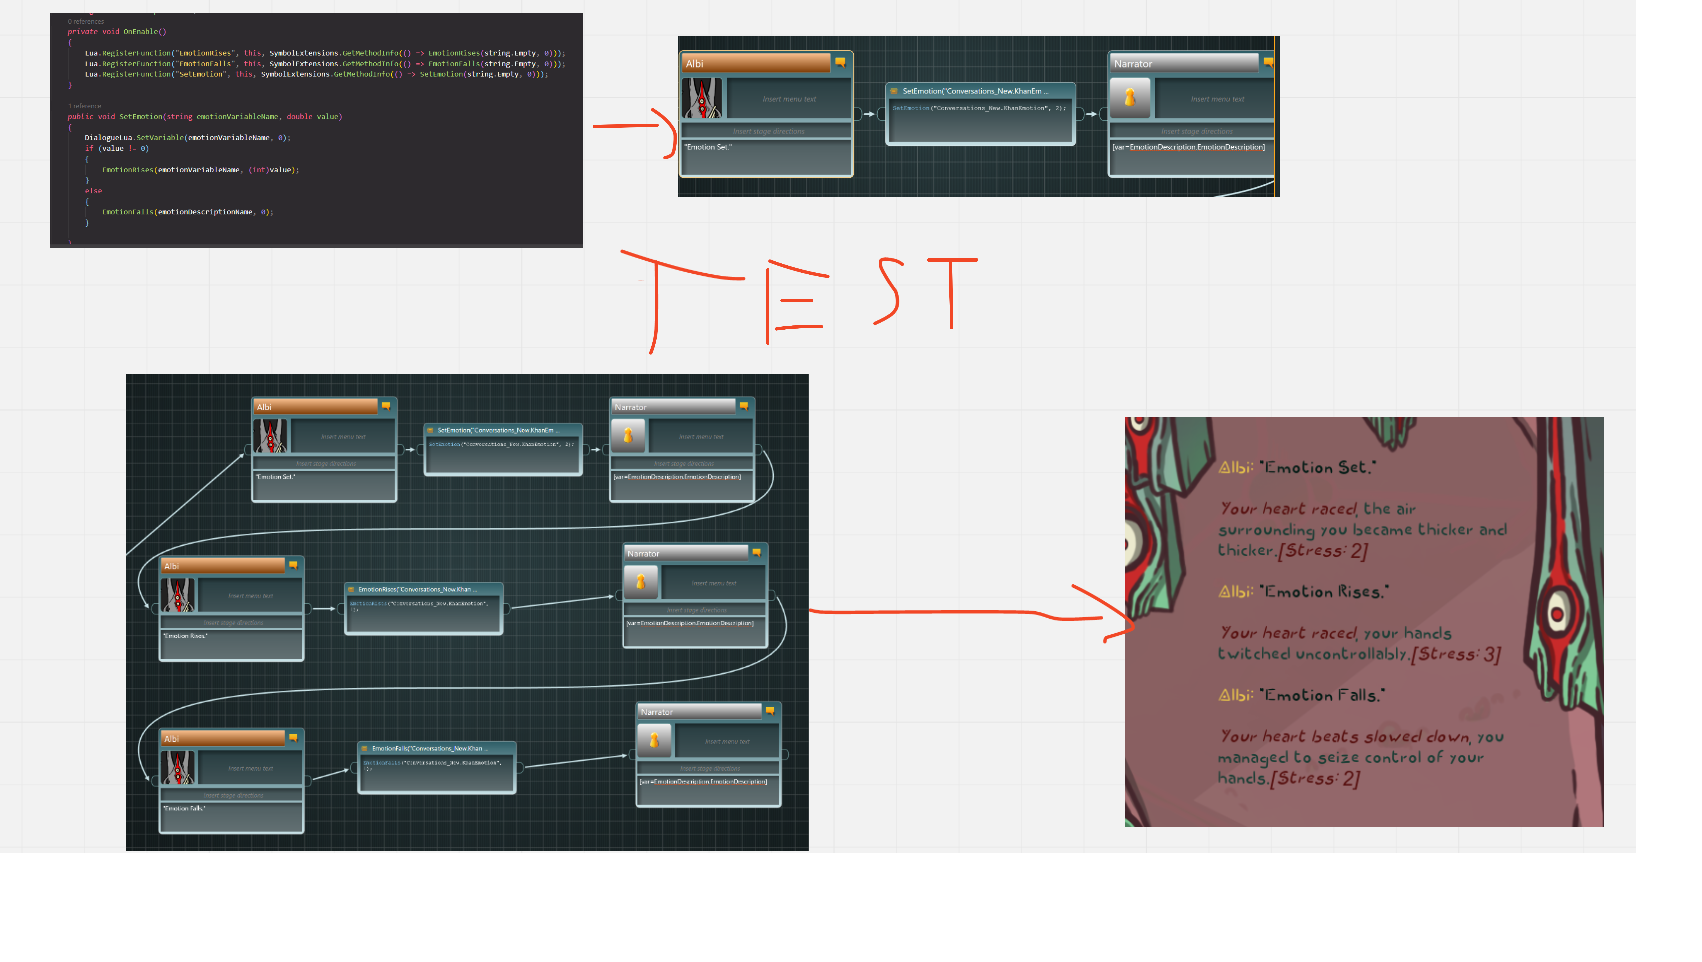 0 references
private void OnEnable()
{
Lua.RegisterFunction("EmotionRises", this, SymbolExtensions.GetMethodInfo(() => EmotionRises(string.Empty, 0)));
Lua.RegisterFunction("EmotionFalls", this, SymbolExtensions.GetMethodInfo(() => EmotionFalls(string.Empty, 0)));
Lua.RegisterFunction("SetEmotion", this, SymbolExtensions.GetMethodInfo(() => SetEmotion(string.Empty, 0)));
}
1 reference
public void SetEmotion(string emotionVariableName, double value)
{
DialogueLua.SetVariable(emotionVariableName, 0);
if (value != 0)
{
EmotionRises(emotionVariableName, (int)value);
}
else
{
EmotionFalls(emotionDescriptionName, 0);
}
}
Albi
Insert menu text
Insert stage directions
"Emotion Set."
SetEmotion("Conversations_New.KhanEm ...
SetEmotion("Conversations_New.KhanEmotion", 2);
Narrator
Insert menu text
Insert stage directions
[var=EmotionDescription.EmotionDescription]
TEST
Albi
Insert menu text
Insert stage directions
"Emotion Set."
SetEmotion("Conversations_New.KhanEm ...
SetEmotion("Conversations_New.KhanEmotion", 2);
Narrator
Insert menu text
Insert stage directions
[var=EmotionDescription.EmotionDescription]
Albi
Insert menu text
Insert stage directions
"Emotion Rises."
EmotionRises("Conversations_New.Khan ...
EmotionRises("Conversations_New.KhanEmotion",
1);
Narrator
Insert menu text
Insert stage directions
[var=EmotionDescription.EmotionDescription]
Albi
Insert menu text
Insert stage directions
"Emotion Falls."
EmotionFalls("Conversations_New.Khan ...
EmotionFalls("Conversations_New.KhanEmotion",
1);
Narrator
Insert menu text
Insert stage directions
[var=EmotionDescription.EmotionDescription]
Albi: "Emotion Set."
Your heart raced, the air
surrounding you became thicker and
thicker.[Stress: 2]
Albi: "Emotion Rises."
Your heart raced, your hands
twitched uncontrollably.[Stress: 3]
Albi: "Emotion Falls."
Your heart beats slowed down, you
managed to seize control of your
hands.[Stress: 2]